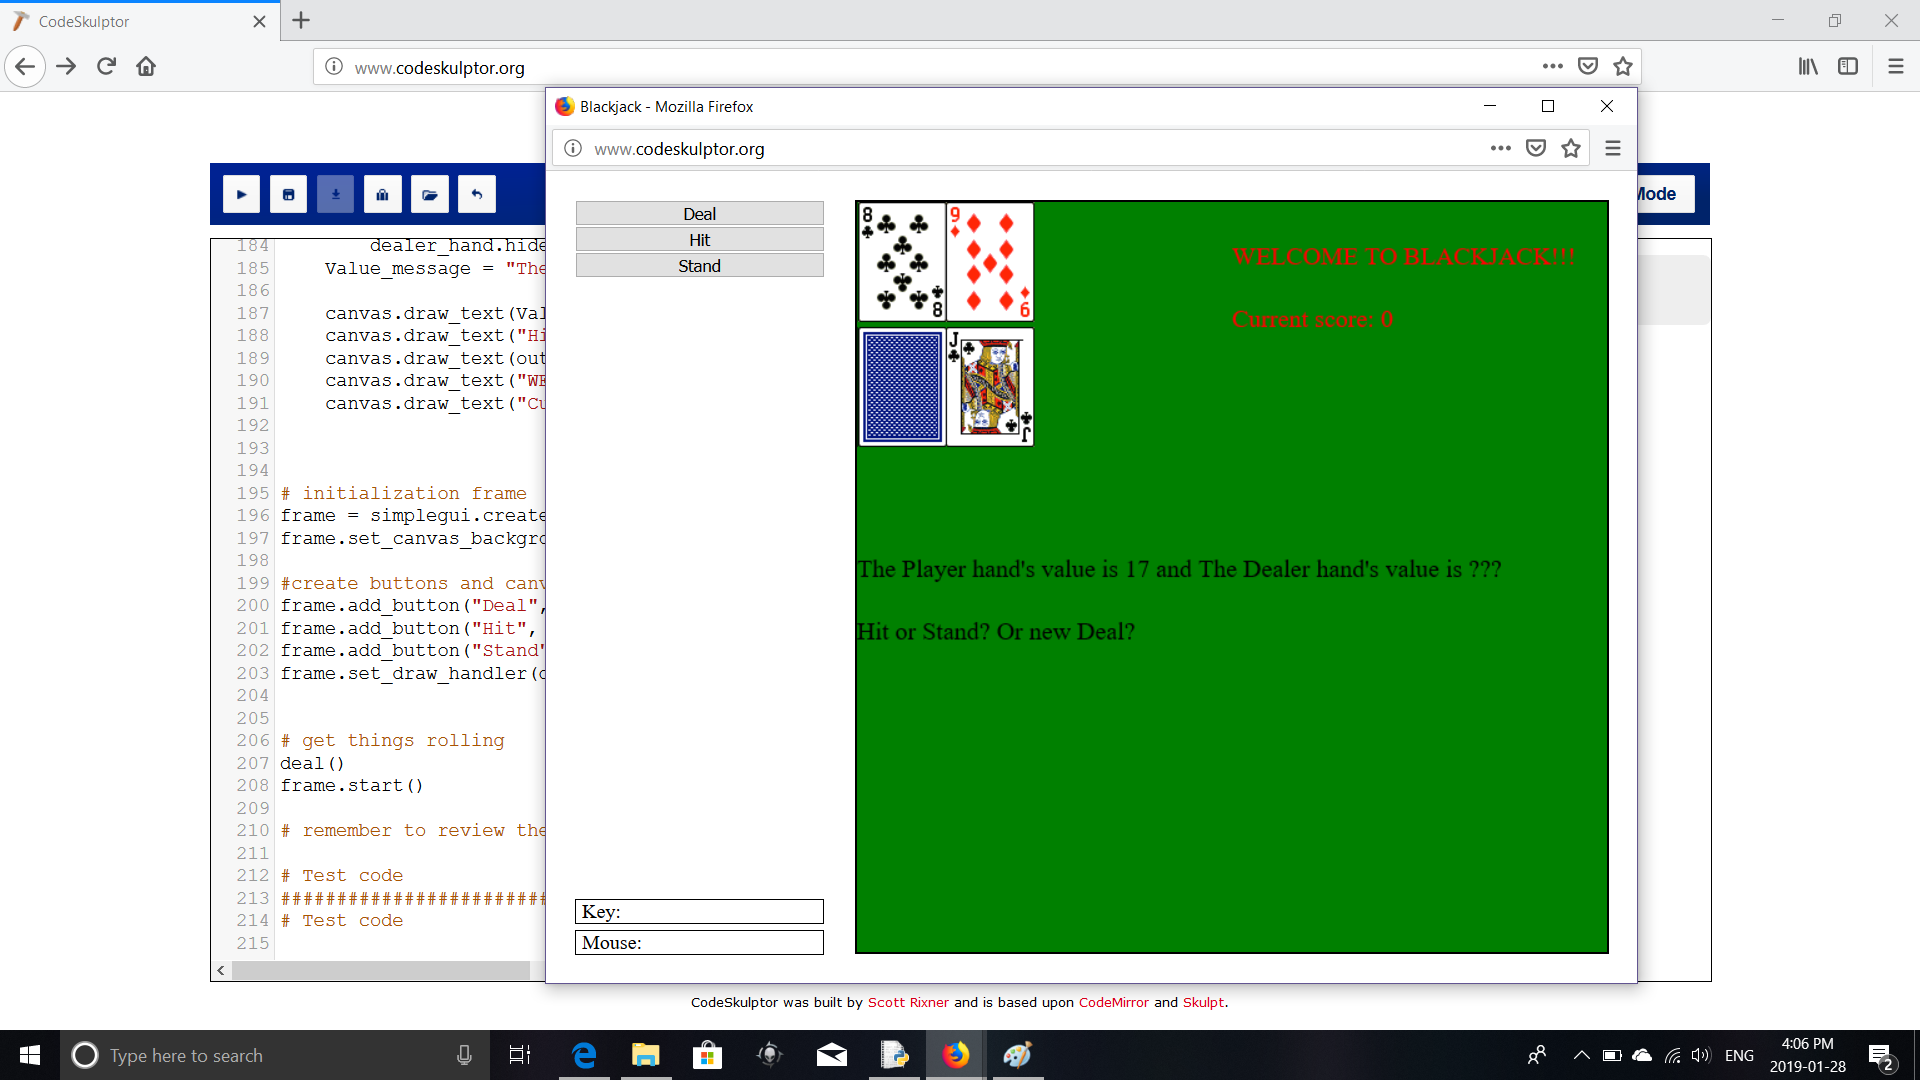 CodeSkulptor
www.codeskulptor.org
Blackjack - Mozilla Firefox
www.codeskulptor.org
Mode
Deal
Hit
Stand
8
9
8
9
J
J
WELCOME TO BLACKJACK!!!
Current score: 0
The Player hand's value is 17 and The Dealer hand's value is ???
Hit or Stand? Or new Deal?
Key:
Mouse:
184 dealer_hand.hide
185 Value_message = "The
186
187 canvas.draw_text(Val
188 canvas.draw_text("Hi
189 canvas.draw_text(out
190 canvas.draw_text("WE
191 canvas.draw_text("Cu
192
193
194
195 # initialization frame
196 frame = simplegui.create
197 frame.set_canvas_backgro
198
199 #create buttons and canv
200 frame.add_button("Deal",
201 frame.add_button("Hit",
202 frame.add_button("Stand"
203 frame.set_draw_handler(d
204
205
206 # get things rolling
207 deal()
208 frame.start()
209
210 # remember to review the
211
212 # Test code
213 ########################
214 # Test code
215
CodeSkulptor was built by Scott Rixner and is based upon CodeMirror and Skulpt.
Type here to search
ENG
4:06 PM
2019-01-28
2